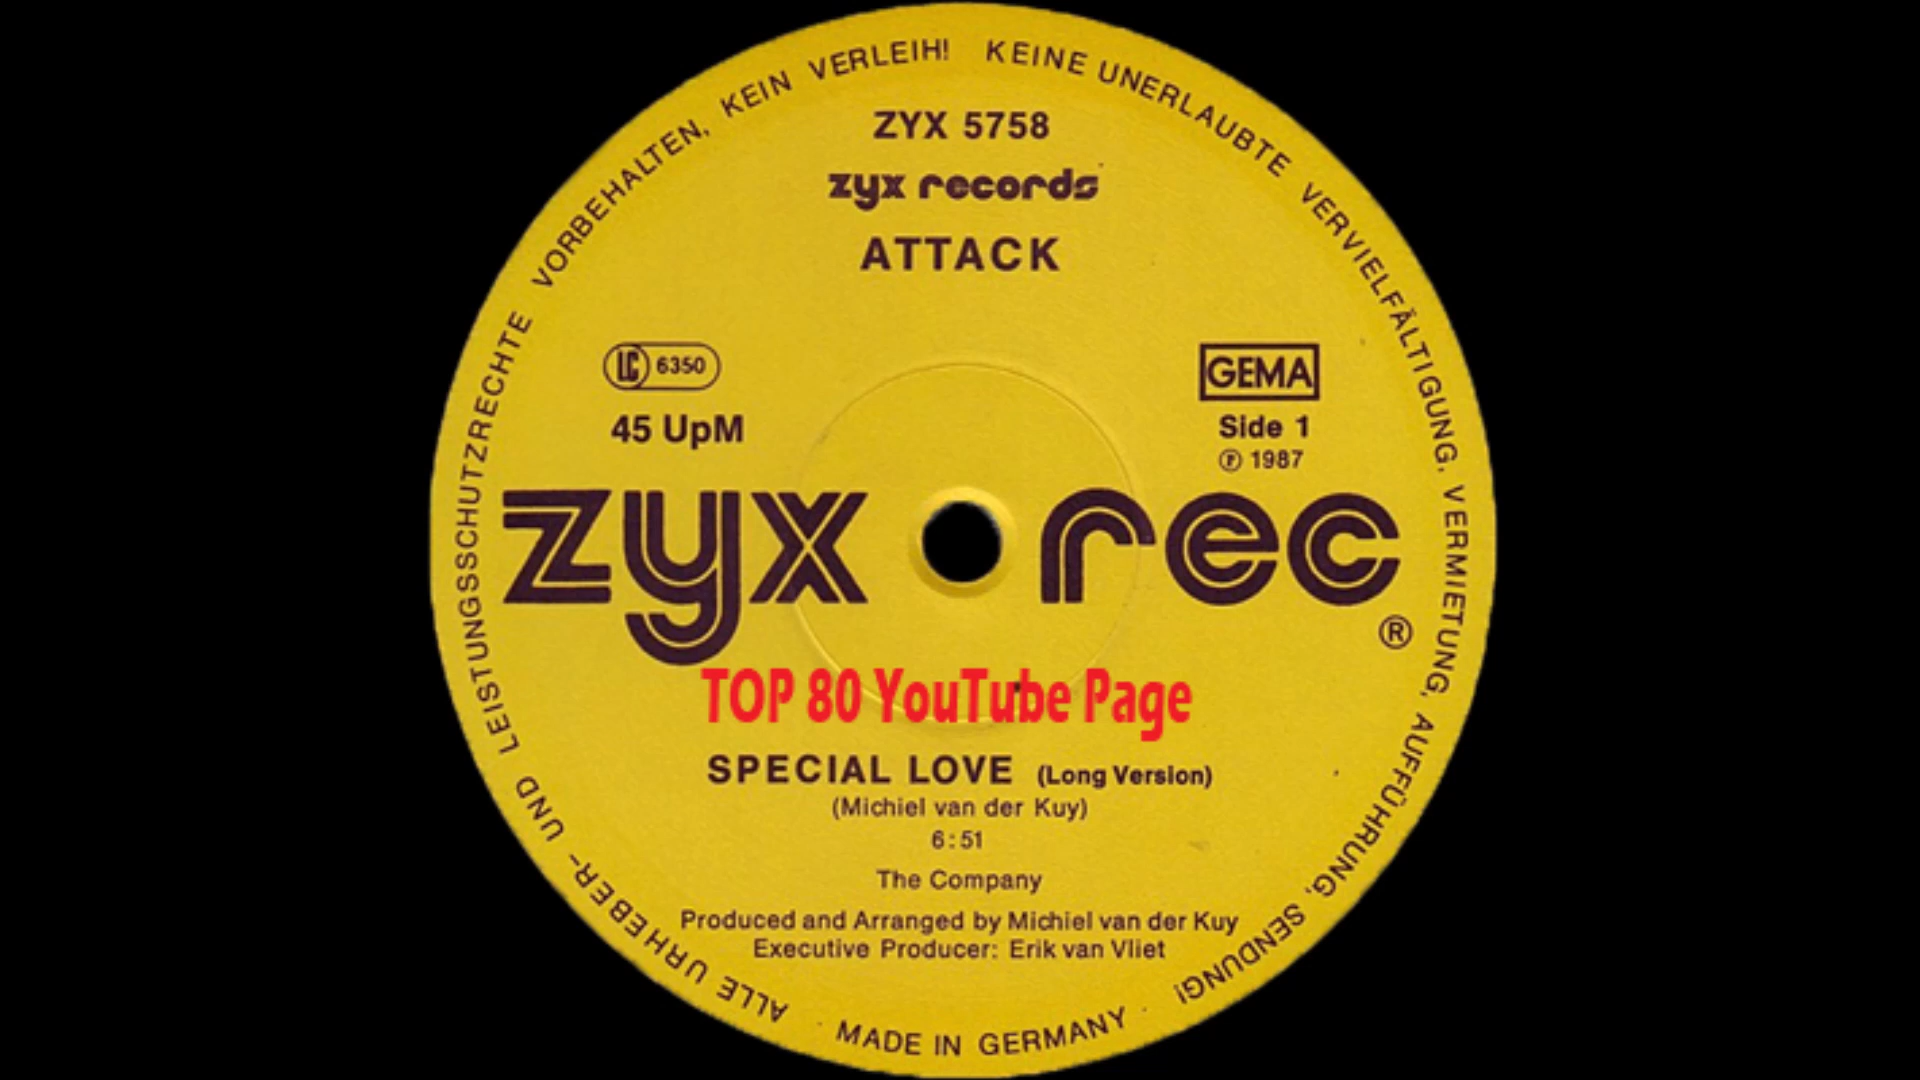 ALLE URHEBER- UND LEISTUNGSSCHUTZRECHTE VORBEHALTEN, KEIN VERLEIH! KEINE UNERLAUBTE VERVIELFÄLTIGUNG, VERMIETUNG, AUFFÜHRUNG, SENDUNG!
ZYX 5758
zyx records
ATTACK
LC 6350
GEMA
45 UpM
Side 1
℗ 1987
zyx rec
®
TOP 80 YouTube Page
SPECIAL LOVE (Long Version)
(Michiel van der Kuy)
6:51
The Company
Produced and Arranged by Michiel van der Kuy
Executive Producer: Erik van Vliet
MADE IN GERMANY